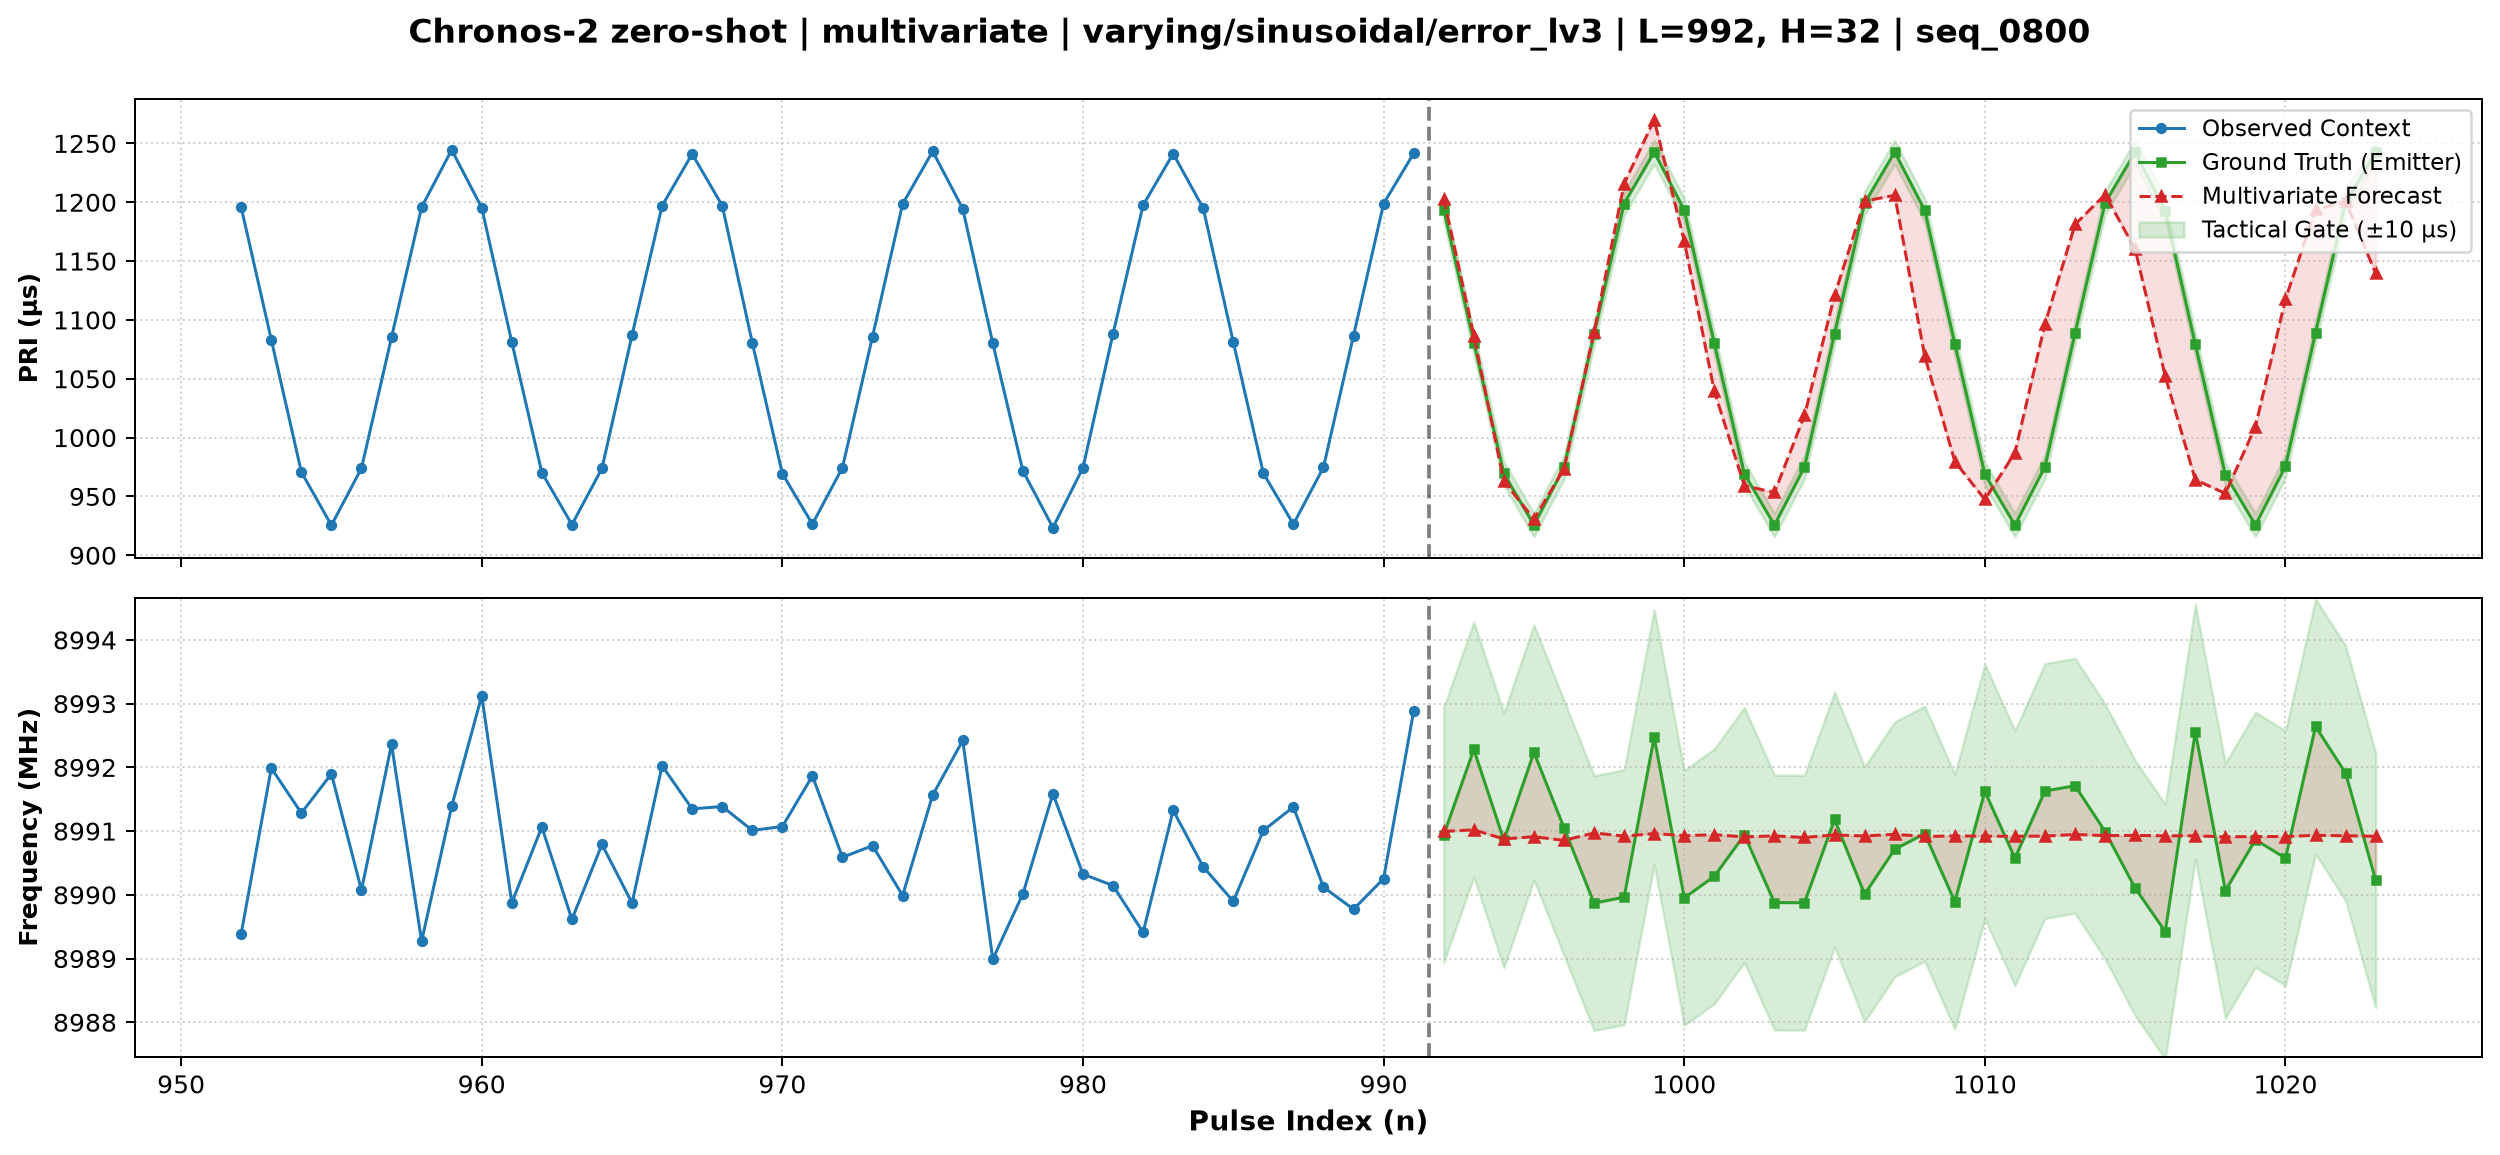 Chronos-2 zero-shot | multivariate | varying/sinusoidal/error_lv3 | L=992, H=32 | seq_0800
PRI (µs)
1250
1200
1150
1100
1050
1000
950
900
Observed Context
Ground Truth (Emitter)
Multivariate Forecast
Tactical Gate (±10 µs)
Frequency (MHz)
8994
8993
8992
8991
8990
8989
8988
950
960
970
980
990
1000
1010
1020
Pulse Index (n)